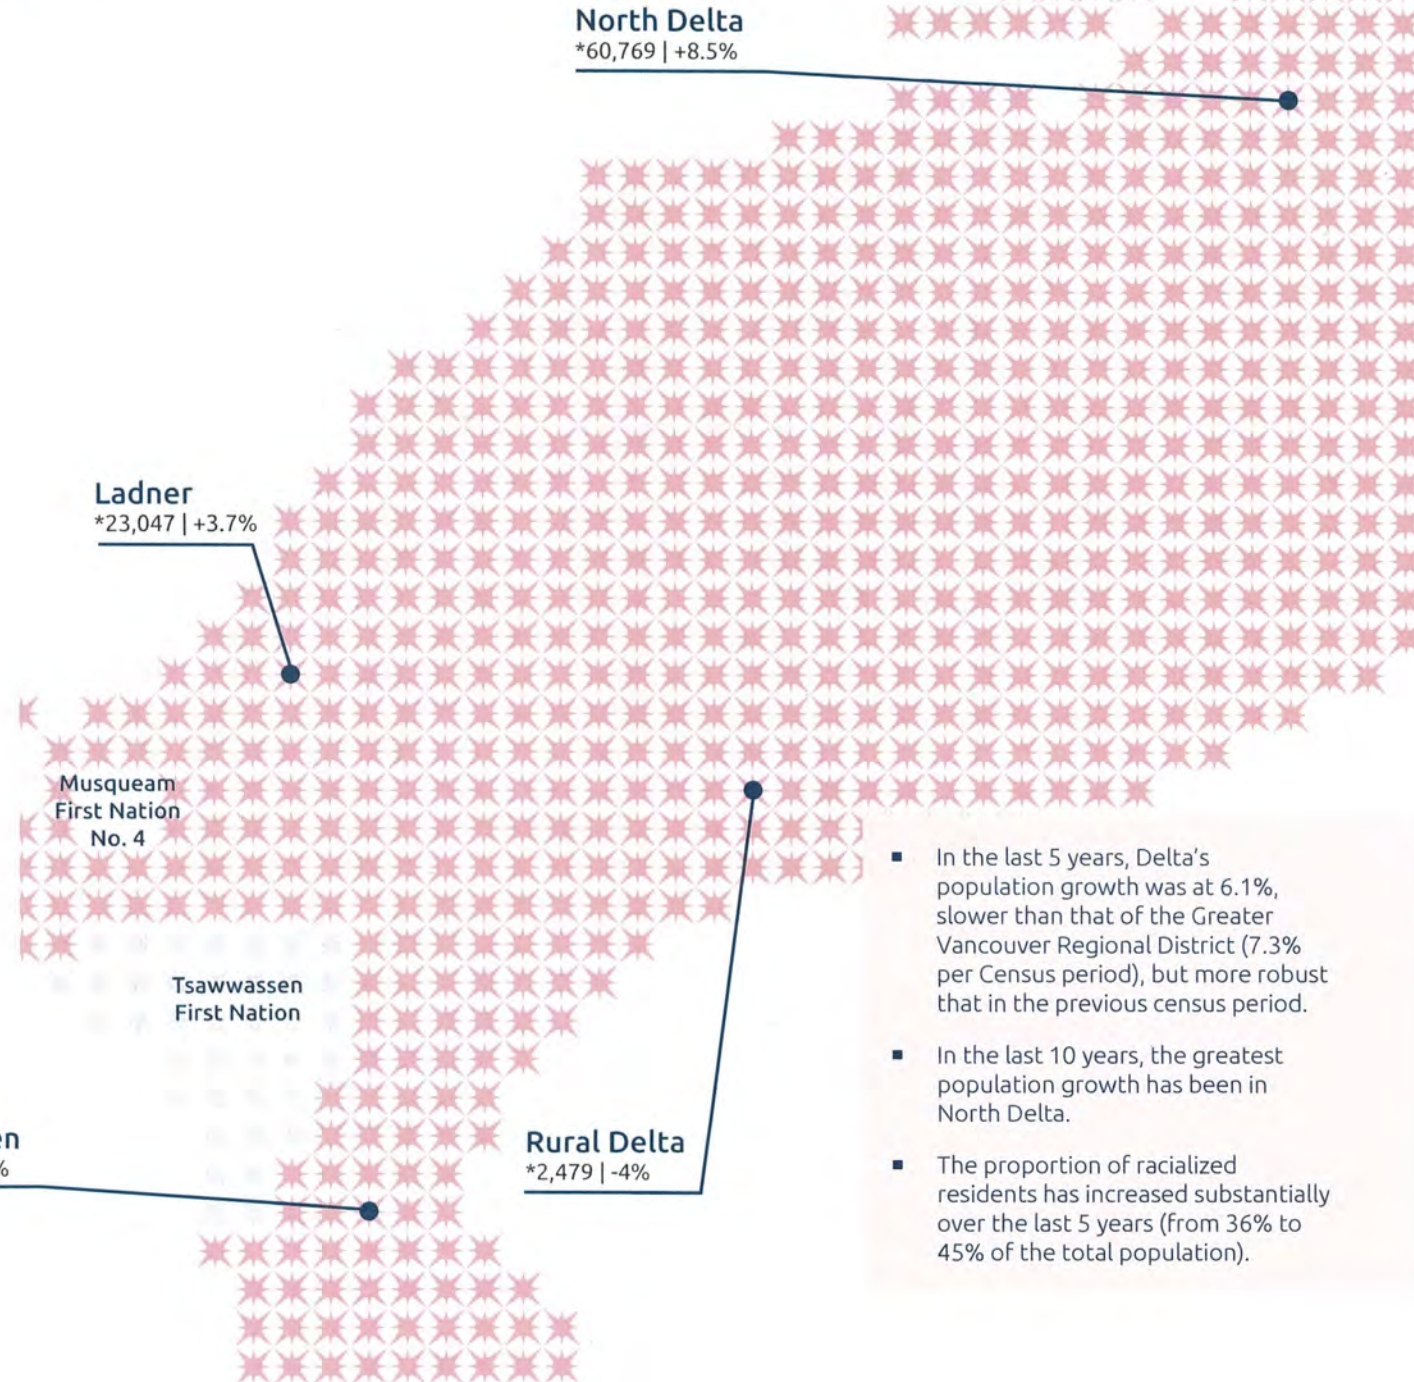 North Delta
*60,769 | +8.5%
Ladner
*23,047 | +3.7%
Musqueam
First Nation
No. 4
Tsawwassen
First Nation
en
%
Rural Delta
*2,479 | -4%
▪ In the last 5 years, Delta's
population growth was at 6.1%,
slower than that of the Greater
Vancouver Regional District (7.3%
per Census period), but more robust
that in the previous census period.
▪ In the last 10 years, the greatest
population growth has been in
North Delta.
▪ The proportion of racialized
residents has increased substantially
over the last 5 years (from 36% to
45% of the total population).